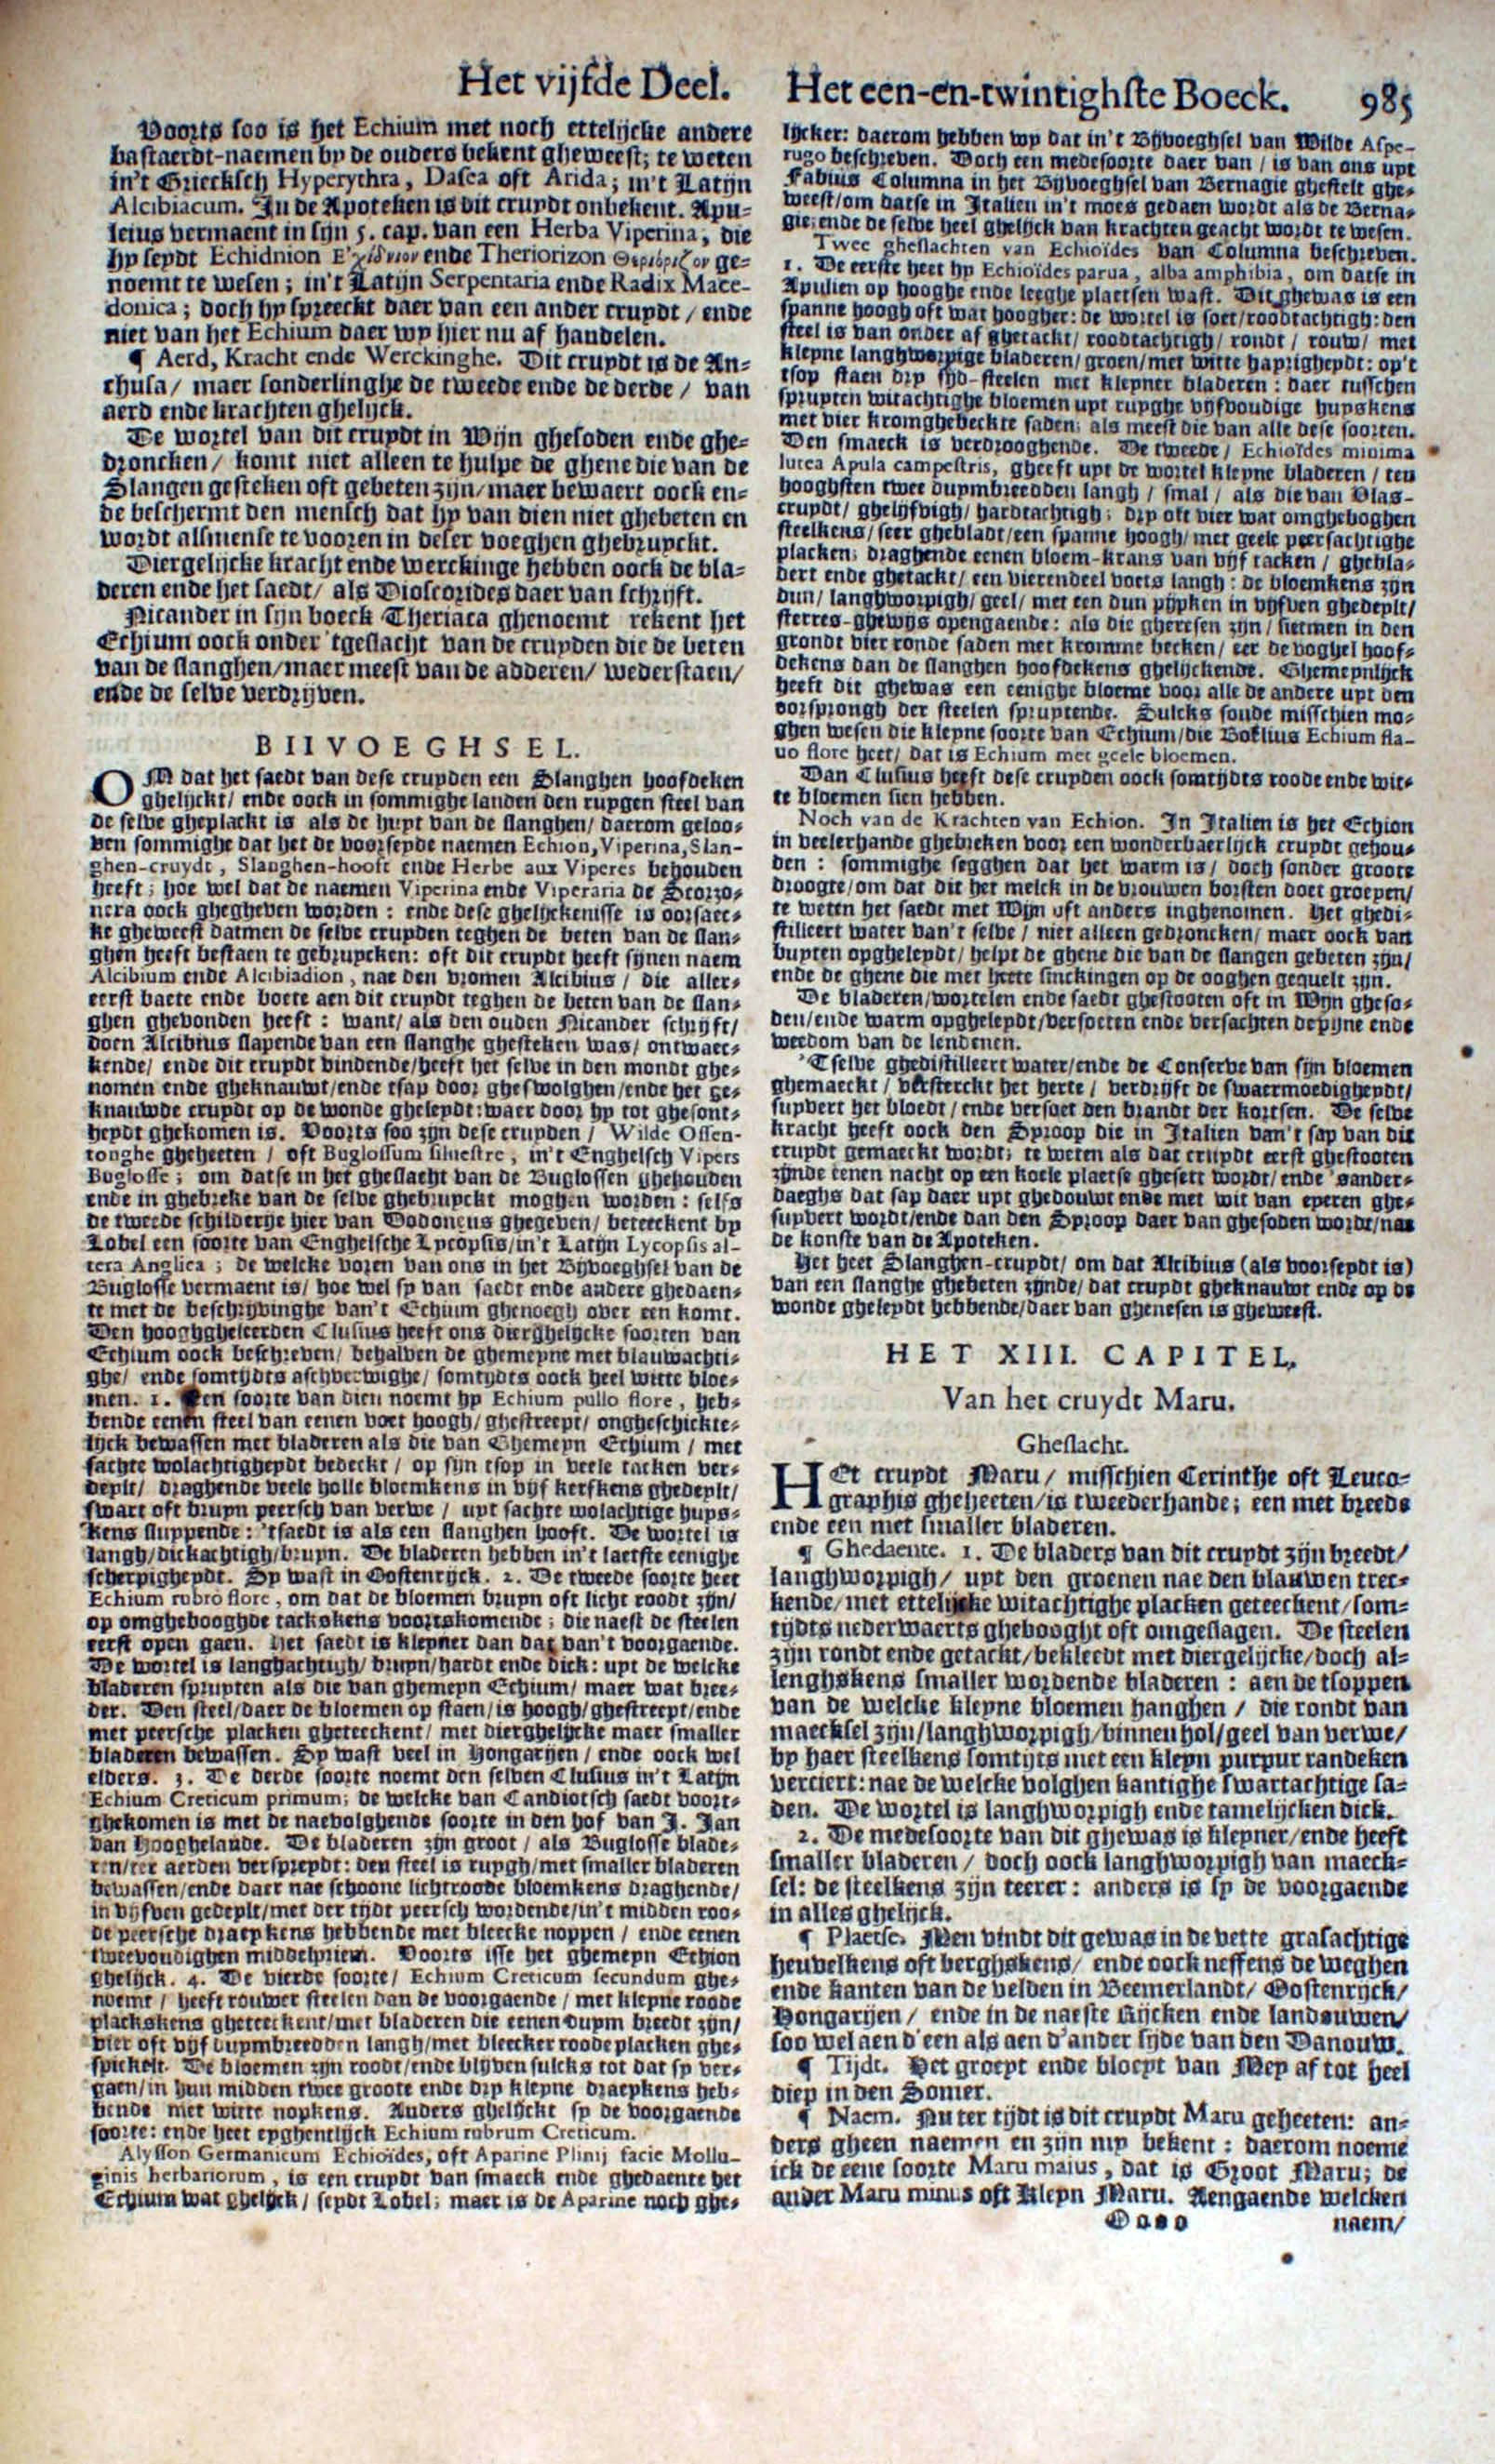 Het vijfde Deel. Het een-en-twintighste Boeck. 985
Voorts soo is het Echium met noch ettelijcke andere
bastaerdt-naemen by de ouders bekent gheweest; te weten
in't Griecksch Hyperythra, Dasca oft Arida; in't Latijn
Alcibiacum. In de Apoteken is dit cruydt onbekent. Apu-
leius vermaent in sijn 5. cap. van een Herba Viperina, die
hy seydt Echidnion Ἐχίδνιον ende Theriorizon Θεριόριζον ge-
noemt te wesen; in't Latijn Serpentaria ende Radix Mace-
donica; doch hy spreeckt daer van een ander cruydt / ende
niet van het Echium daer wy hier nu af handelen.
¶ Aerd, Kracht ende Werckinghe. Dit cruydt is de An-
chusa / maer sonderlinghe de tweede ende de derde / van
aerd ende krachten ghelijck.
De wortel van dit cruydt in Wijn ghesoden ende ghe-
droncken / komt niet alleen te hulpe de ghene die van de
Slangen gesteken oft gebeten zijn / maer bewaert oock en-
de beschermt den mensch dat hy van dien niet ghebeten en
wordt alsmense te vooren in deser voeghen ghebruyckt.
Diergelijcke kracht ende werckinge hebben oock de bla-
deren ende het saedt / als Dioscorides daer van schrijft.
Nicander in sijn boeck Theriaca ghenoemt rekent het
Echium oock onder 'tgeslacht van de cruyden die de beten
van de slanghen / maer meest van de adderen / wederstaen /
ende de selve verdrijven.
BIIVOEGHSEL.
OM dat het saedt van dese cruyden een Slanghen hoofdeken
ghelijckt / ende oock in sommighe landen den ruygen steel van
de selve gheplackt is als de huyt van de slanghen / daerom geloo-
ven sommighe dat het de voorseyde naemen Echion, Viperina, Slan-
ghen-cruydt, Slanghen-hooft ende Herbe aux Viperes behouden
heeft; hoe wel dat de naemen Viperina ende Viperaria de Scorzo-
nera oock ghegheven worden: ende dese ghelijckenisse is oorsaec-
ke gheweest datmen de selve cruyden teghen de beten van de slan-
ghen heeft bestaen te gebruycken: oft dit cruydt heeft sijnen naem
Alcibium ende Alcibiadion, nae den vromen Alcibius / die aller-
eerst baete ende boete aen dit cruydt teghen de beten van de slan-
ghen ghevonden heeft: want / als den ouden Nicander schrijft /
doen Alcibius slapende van een slanghe ghesteken was / ontwaec-
kende / ende dit cruydt vindende / heeft het selve in den mondt ghe-
nomen ende gheknauwt / ende tsap door gheswolghen / ende het ge-
knauwde cruydt op de wonde gheleydt: waer door hy tot ghesont-
heydt ghekomen is. Voorts soo zijn dese cruyden / Wilde Ossen-
tonghe gheheeten / oft Buglossum silvestre, in't Enghelsch Vipers
Buglosse; om datse in het gheslacht van de Buglossen ghehouden
ende in ghebreke van de selve ghebruyckt moghen worden: selfs
de tweede schilderye hier van Dodoneus ghegeven / beteeckent by
Lobel een soorte van Enghelsche Lycopsis / in't Latijn Lycopsis al-
tera Anglica; de welcke voren van ons in het Bijvoeghsel van de
Buglosse vermaent is / hoe wel sy van saedt ende andere ghedaen-
te met de beschrijvinghe van't Echium ghenoegh over een komt.
Den hooghgheleerden Clusius heeft ons dierghelijcke soorten van
Echium oock beschreven / behalven de ghemeyne met blauwachti-
ghe / ende somtijdts aschverwighe / somtijdts oock heel witte bloe-
men. 1. Een soorte van dien noemt hy Echium pullo flore, heb-
bende eenen steel van eenen voet hoogh / ghestreept / ongheschickte-
lijck bewassen met bladeren als die van Ghemeyn Echium / met
sachte wolachtigheydt bedeckt / op sijn tsop in veele tacken ver-
deylt / draghende veele holle bloemkens in vijf kerfkens ghedeylt /
swart oft bruyn peersch van verwe / uyt sachte wolachtige huys-
kens sluypende: 'tsaedt is als een slanghen hooft. De wortel is
langh / dickachtigh / bruyn. De bladeren hebben in't laetste eenighe
scherpigheydt. Sy wast in Oostenrijck. 2. De tweede soorte heet
Echium rubro flore, om dat de bloemen bruyn oft licht roodt zijn /
op omgheboogde tackskens voortskomende; die naest de steelen
eerst open gaen. Het saedt is kleyner dan dat van't voorgaende.
De wortel is langhachtigh / bruyn / hardt ende dick: uyt de welcke
bladeren spruyten als die van ghemeyn Echium / maer wat bree-
der. Den steel / daer de bloemen op staen / is hoogh / ghestreept / ende
met peersche placken gheteeckent / met dierghelijcke maer smaller
bladeren bewassen. Sy wast veel in Hongarijen / ende oock wel
elders. 3. De derde soorte noemt den selven Clusius in't Latijn
Echium Creticum primum; de welcke van Candiotsch saedt voort-
ghekomen is met de naevolghende soorte in den hof van J. Jan
van Hooghelande. De bladeren zijn groot / als Buglosse blade-
ren / ter aerden verspreydt: den steel is ruygh / met smaller bladeren
bewassen / ende daer nae schoone lichtroode bloemkens draghende /
in vijfven gedeylt / met der tijdt peersch wordende / in't midden roo-
de peersche draeykens hebbende met bleecke noppen / ende eenen
tweevoudighen middelpriem. Voorts isse het ghemeyn Echion
ghelijck. 4. De vierde soorte / Echium Creticum secundum ghe-
noemt / heeft rouwer steelen dan de voorgaende / met kleyne roode
plackskens gheteeckent / met bladeren die eenen duym breedt zijn /
vier oft vijf duymbreedden langh / met bleecker roode placken ghe-
spickelt. De bloemen zijn roodt / ende blijven sulcks tot dat sy ver-
gaen / in hun midden twee groote ende dry kleyne draeykens heb-
bende met witte nopkens. Anders ghelijckt sy de voorgaende
soorte: ende heet eyghentlijck Echium rubrum Creticum.
Alysson Germanicum Echioïdes, oft Aparine Plinij facie Mollu-
ginis herbariorum, is een cruydt van smaeck ende ghedaente het
Echium wat ghelijck / seydt Lobel; maer is de Aparine noch ghe-
lijcker: daerom hebben wy dat in't Bijvoeghsel van Wilde Aspe-
rugo beschreven. Doch een medesoorte daer van / is van ons uyt
Fabius Columna in het Bijvoeghsel van Bernagie ghestelt ghe-
weest / om datse in Italien in't moes gedaen wordt als de Berna-
gie; ende de selve heel ghelijck van krachten geacht wordt te wesen.
Twee gheslachten van Echioïdes van Columna beschreven.
1. De eerste heet hy Echioïdes parva, alba amphibia, om datse in
Apulien op hooghe ende leeghe plaetsen wast. Dit ghewas is een
spanne hoogh oft wat hoogher: de wortel is soet / roodtachtigh: den
steel is van onder af ghetackt / roodtachtigh / rondt / rouw / met
kleyne langhworpige bladeren / groen / met witte hayrigheydt: op't
tsop staen dry syd-steelen met kleyner bladeren: daer tusschen
spruyten witachtighe bloemen uyt ruyghe vijfvoudige huyskens
met vier kromghebeckte saden; als meest die van alle dese soorten.
Den smaeck is verdrooghende. De tweede / Echioïdes minima
lutea Apula campestris, gheeft uyt de wortel kleyne bladeren / ten
hooghsten twee duymbreedden langh / smal / als die van Vlas-
cruydt / ghelijfvigh / hardtachtigh; dry oft vier wat omgheboghen
steelkens / seer ghebladt / een spanne hoogh / met geele peersachtighe
placken; draghende eenen bloem-krans van vijf tacken / ghebla-
dert ende ghetackt / een vierendeel voets langh: de bloemkens zijn
dun / langhworpigh / geel / met een dun pijpken in vijfven ghedeylt /
sterres-ghewijs opengaende: als die gheresen zijn / sietmen in den
grondt vier ronde saden met kromme becken / eer de voghel hoof-
dekens dan de slanghen hoofdekens ghelijckende. Ghemeynlijck
heeft dit ghewas een eenighe bloeme voor alle de andere uyt den
oorsprongh der steelen spruytende. Sulcks soude misschien mo-
ghen wesen die kleyne soorte van Echium / die Bollius Echium fla-
vo flore heet / dat is Echium met geele bloemen.
Dan Clusius heeft dese cruyden oock somtijdts roode ende wit-
te bloemen sien hebben.
Noch van de Krachten van Echion. In Italien is het Echion
in veelerhande ghebreken voor een wonderbaerlijck cruydt gehou-
den: sommighe segghen dat het warm is / doch sonder groote
droogte / om dat dit het melck in de vrouwen borsten doet groeyen /
te weten het saedt met Wijn oft anders inghenomen. Het ghedi-
stilleert water van't selve / niet alleen gedroncken / maer oock van
buyten opgheleydt / helpt de ghene die van de slangen gebeten zijn /
ende de ghene die met heete sinckingen op de ooghen gequelt zijn.
De bladeren / wortelen ende saedt ghestooten oft in Wijn gheso-
den / ende warm opgheleydt / versoeten ende versachten de pijne ende
weedom van de lendenen.
'Tselve ghedistilleert water / ende de Conserve van sijn bloemen
ghemaeckt / versterckt het herte / verdrijft de swaermoedigheydt /
suyvert het bloedt / ende versoet den brandt der kortsen. De selve
kracht heeft oock den Syroop die in Italien van't sap van dit
cruydt gemaeckt wordt; te weten als dat cruydt eerst ghestooten
zijnde eenen nacht op een koele plaetse ghesett wordt / ende 'sander-
daeghs dat sap daer uyt ghedouwt ende met wit van eyeren ghe-
suyvert wordt / ende dan den Syroop daer van ghesoden wordt / nae
de konste van de Apoteken.
Het heet Slanghen-cruydt / om dat Alcibius (als voorseydt is)
van een slanghe ghebeten zijnde / dat cruydt gheknauwt ende op de
wonde gheleydt hebbende / daer van ghenesen is gheweest.
HET XIII. CAPITEL.
Van het cruydt Maru.
Gheslacht.
HEt cruydt Maru / misschien Cerinthe oft Leuco-
graphis gheheeten / is tweederhande; een met breede
ende een met smaller bladeren.
¶ Ghedaente. 1. De bladers van dit cruydt zijn breedt /
langhworpigh / uyt den groenen nae den blauwen trec-
kende / met ettelijcke witachtighe placken geteeckent / som-
tijdts nederwaerts ghebooght oft omgeslagen. De steelen
zijn rondt ende getackt / bekleedt met diergelijcke / doch al-
lenghskens smaller wordende bladeren: aen de tsoppen
van de welcke kleyne bloemen hanghen / die rondt van
maecksel zijn / langhworpigh / binnen hol / geel van verwe /
by haer steelkens somtijts met een kleyn purpur randeken
verciert: nae de welcke volghen kantighe swartachtige sa-
den. De wortel is langhworpigh ende tamelijcken dick.
2. De medesoorte van dit ghewas is kleyner / ende heeft
smaller bladeren / doch oock langhworpigh van maeck-
sel: de steelkens zijn teerer: anders is sy de voorgaende
in alles ghelijck.
¶ Plaetse. Men vindt dit gewas in de vette grasachtige
heuvelkens oft berghskens / ende oock neffens de weghen
ende kanten van de velden in Beemerlandt / Oostenrijck /
Hongarijen / ende in de naeste Rijcken ende landouwen /
soo wel aen d'een als aen d'ander sijde van den Danouw.
¶ Tijdt. Het groeyt ende bloeyt van Mey af tot heel
diep in den Somer.
¶ Naem. Nu ter tijdt is dit cruydt Maru geheeten: an-
ders gheen naemen en zijn my bekent: daerom noeme
ick de eene soorte Maru maius, dat is Groot Maru; de
ander Maru minus oft Kleyn Maru. Aengaende welcken
Oooo naem/